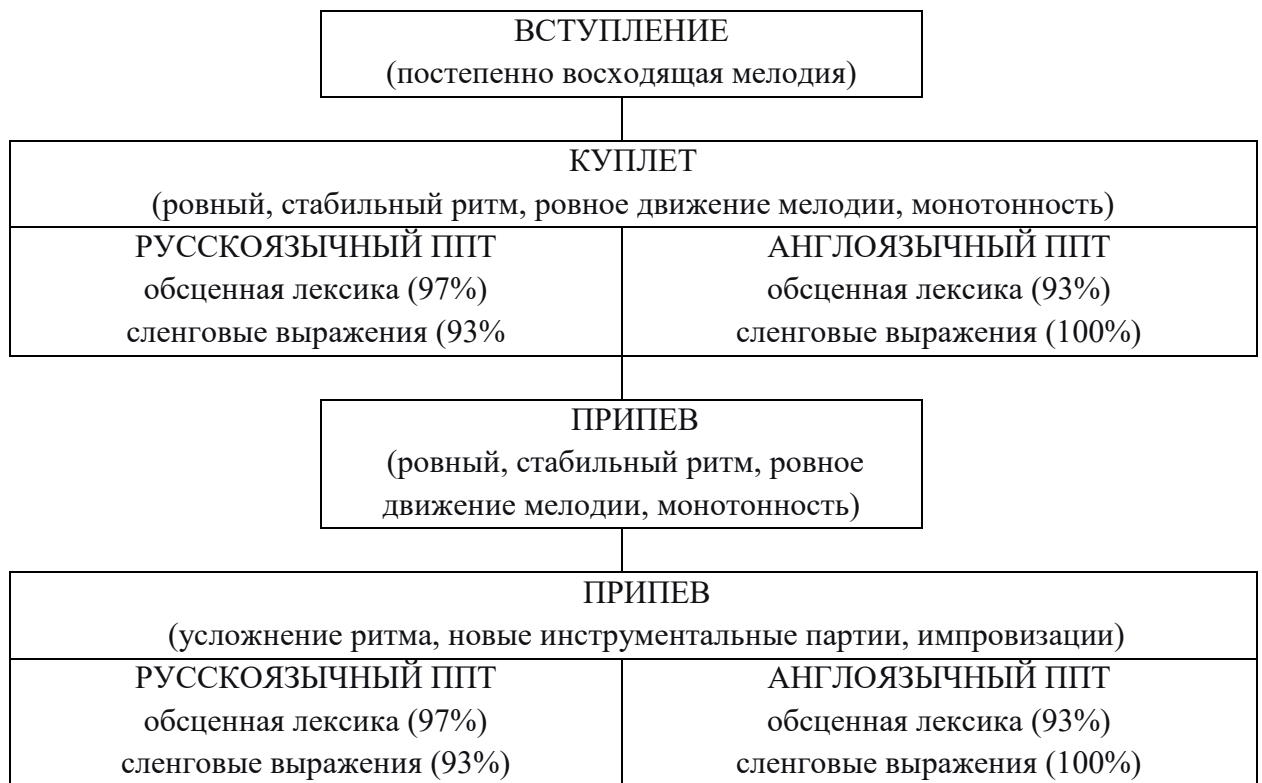 ВСТУПЛЕНИЕ
(постепенно восходящая мелодия)
КУПЛЕТ
(ровный, стабильный ритм, ровное движение мелодии, монотонность)
РУССКОЯЗЫЧНЫЙ ППТ
обсценная лексика (97%)
сленговые выражения (93%
АНГЛОЯЗЫЧНЫЙ ППТ
обсценная лексика (93%)
сленговые выражения (100%)
ПРИПЕВ
(ровный, стабильный ритм, ровное
движение мелодии, монотонность)
ПРИПЕВ
(усложнение ритма, новые инструментальные партии, импровизации)
РУССКОЯЗЫЧНЫЙ ППТ
обсценная лексика (97%)
сленговые выражения (93%)
АНГЛОЯЗЫЧНЫЙ ППТ
обсценная лексика (93%)
сленговые выражения (100%)